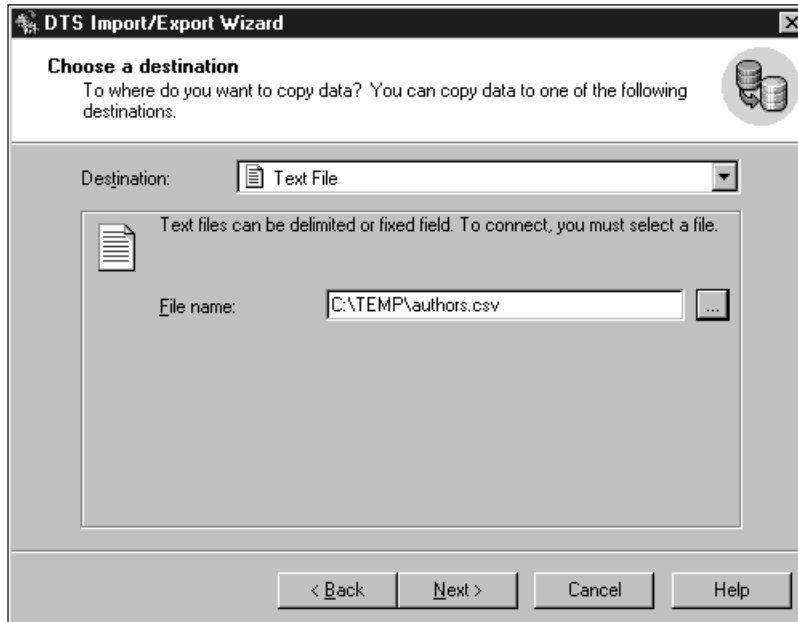 DTS Import/Export Wizard
Choose a destination
To where do you want to copy data? You can copy data to one of the following
destinations.
Destination:
Text File
Text files can be delimited or fixed field. To connect, you must select a file.
File name:
C:\TEMP\authors.csv
...
< Back
Next >
Cancel
Help